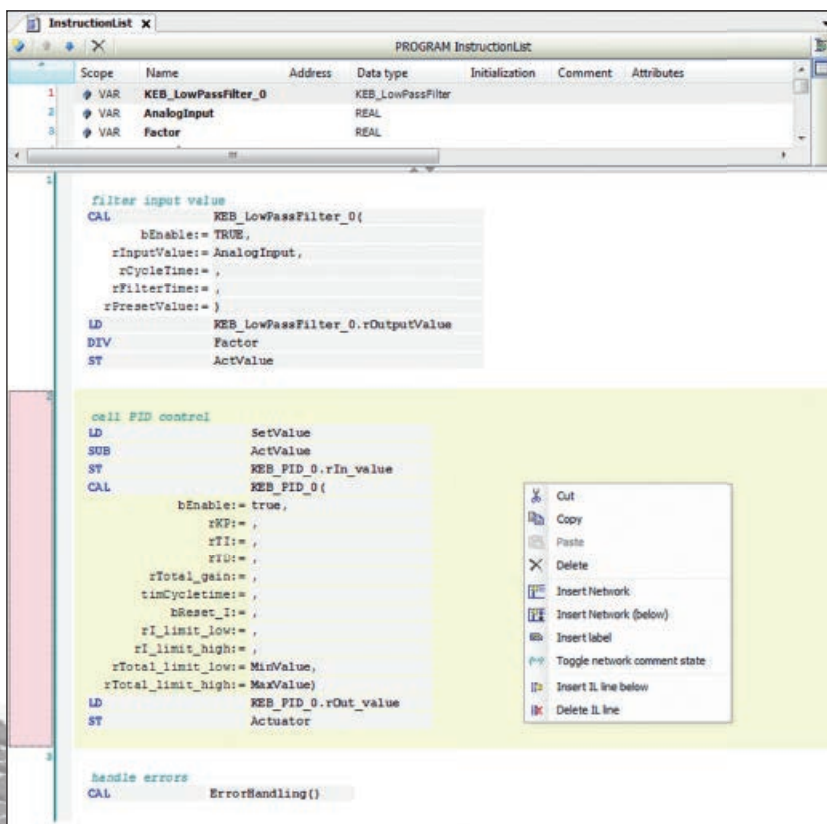 InstructionList
PROGRAM InstructionList
Scope Name Address Data type Initialization Comment Attributes
1 VAR KEB_LowPassFilter_0 KEB_LowPassFilter
2 VAR AnalogInput REAL
3 VAR Factor REAL
1
filter input value
CAL KEB_LowPassFilter_0(
bEnable:= TRUE,
rInputValue:= AnalogInput,
rCycleTime:= ,
rFilterTime:= ,
rPresetValue:= )
LD KEB_LowPassFilter_0.rOutputValue
DIV Factor
ST ActValue
2
call PID control
LD SetValue
SUB ActValue
ST KEB_PID_0.rIn_value
CAL KEB_PID_0(
bEnable:= true,
rKP:= ,
rTI:= ,
rTD:= ,
rTotal_gain:= ,
timCycletime:= ,
bReset_I:= ,
rI_limit_low:= ,
rI_limit_high:= ,
rTotal_limit_low:= MinValue,
rTotal_limit_high:= MaxValue)
LD KEB_PID_0.rOut_value
ST Actuator
Cut
Copy
Paste
Delete
Insert Network
Insert Network (below)
Insert label
Toggle network comment state
Insert IL line below
Delete IL line
3
handle errors
CAL ErrorHandling()